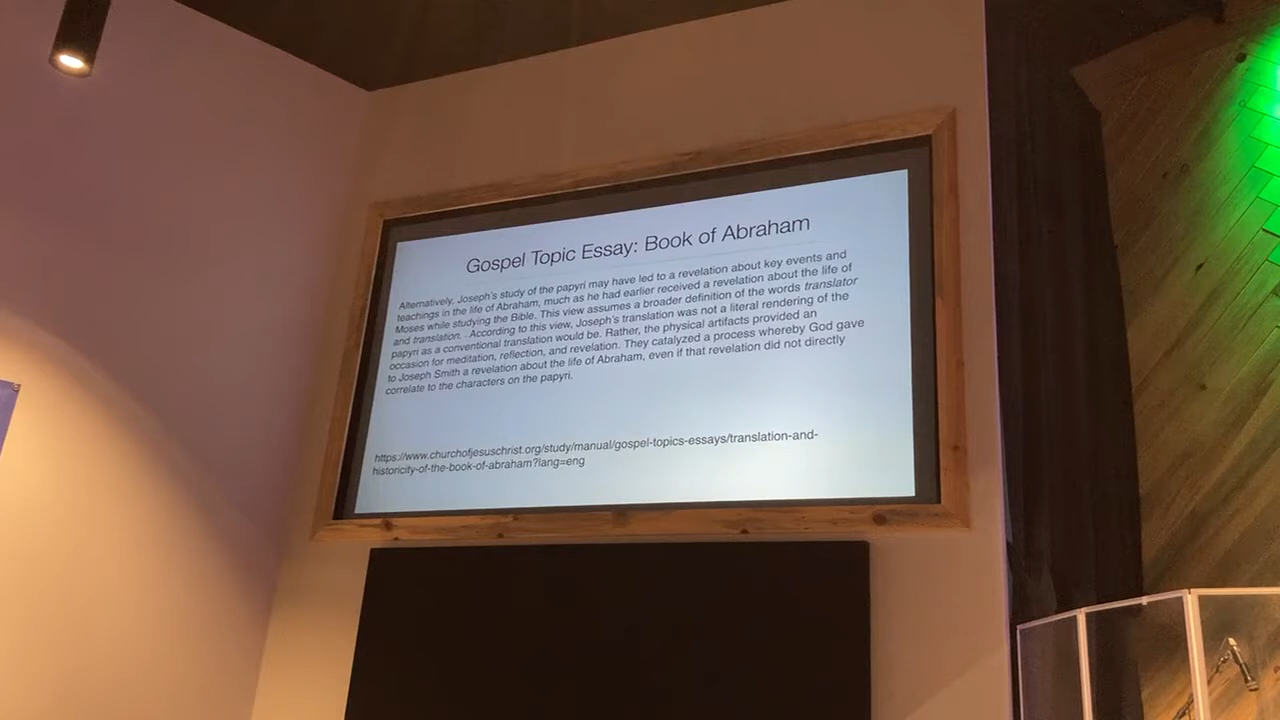 Gospel Topic Essay: Book of Abraham
Alternatively, Joseph's study of the papyri may have led to a revelation about key events and
teachings in the life of Abraham, much as he had earlier received a revelation about the life of
Moses while studying the Bible. This view assumes a broader definition of the words translator
and translation. According to this view, Joseph's translation was not a literal rendering of the
papyri as a conventional translation would be. Rather, the physical artifacts provided an
occasion for meditation, reflection, and revelation. They catalyzed a process whereby God gave
to Joseph Smith a revelation about the life of Abraham, even if that revelation did not directly
correlate to the characters on the papyri.
https://www.churchofjesuschrist.org/study/manual/gospel-topics-essays/translation-and-
historicity-of-the-book-of-abraham?lang=eng